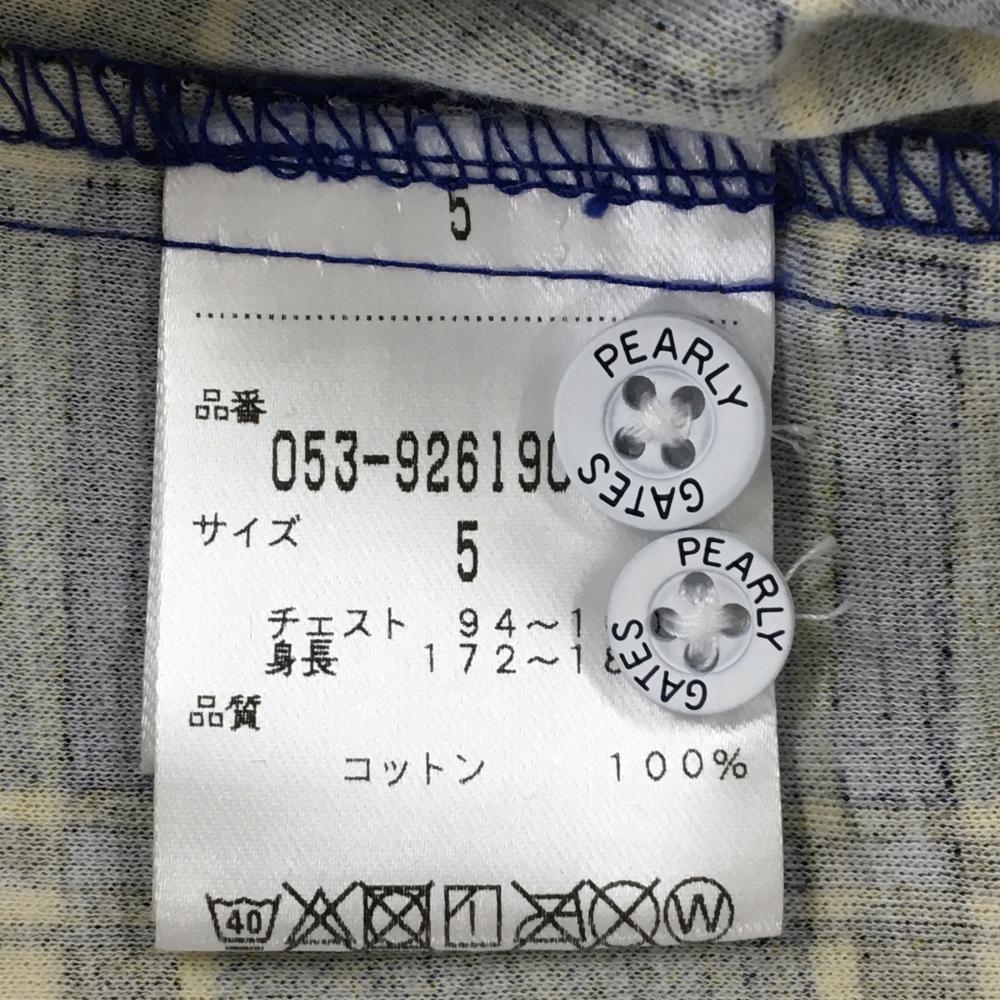 5
品番
053-926190
サイズ
5
チェスト 94～1
身長 172～18
品質
コットン 100%
40
W
PEARLY
GATES
PEARLY
GATES